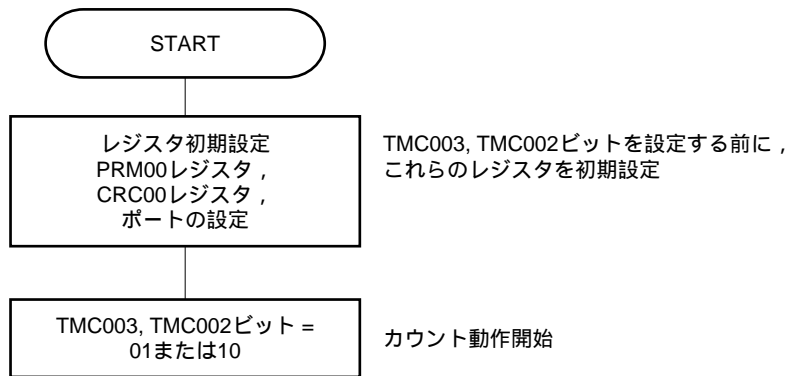 START
レジスタ初期設定
PRM00レジスタ，
CRC00レジスタ，
ポートの設定
TMC003, TMC002ビットを設定する前に，
これらのレジスタを初期設定
TMC003, TMC002ビット =
01または10
カウント動作開始